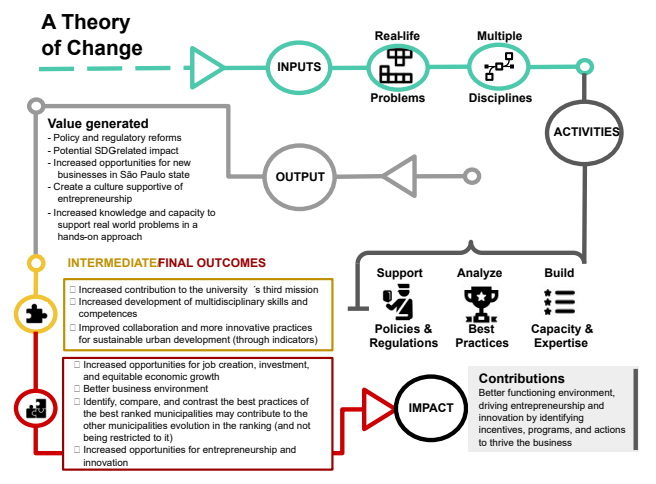 A Theory
of Change
INPUTS
Real-life
Problems
Multiple
Disciplines
ACTIVITIES
Value generated
- Policy and regulatory reforms
- Potential SDGrelated impact
- Increased opportunities for new
businesses in São Paulo state
- Create a culture supportive of
entrepreneurship
- Increased knowledge and capacity to
support real world problems in a
hands-on approach
OUTPUT
Support
Policies &
Regulations
Analyze
Best
Practices
Build
Capacity &
Expertise
INTERMEDIATE/FINAL OUTCOMES
Increased contribution to the university ´s third mission
Increased development of multidisciplinary skills and
competences
Improved collaboration and more innovative practices
for sustainable urban development (through indicators)
Increased opportunities for job creation, investment,
and equitable economic growth
Better business environment
Identify, compare, and contrast the best practices of
the best ranked municipalities may contribute to the
other municipalities evolution in the ranking (and not
being restricted to it)
Increased opportunities for entrepreneurship and
innovation
IMPACT
Contributions
Better functioning environment,
driving entrepreneurship and
innovation by identifying
incentives, programs, and actions
to thrive the business